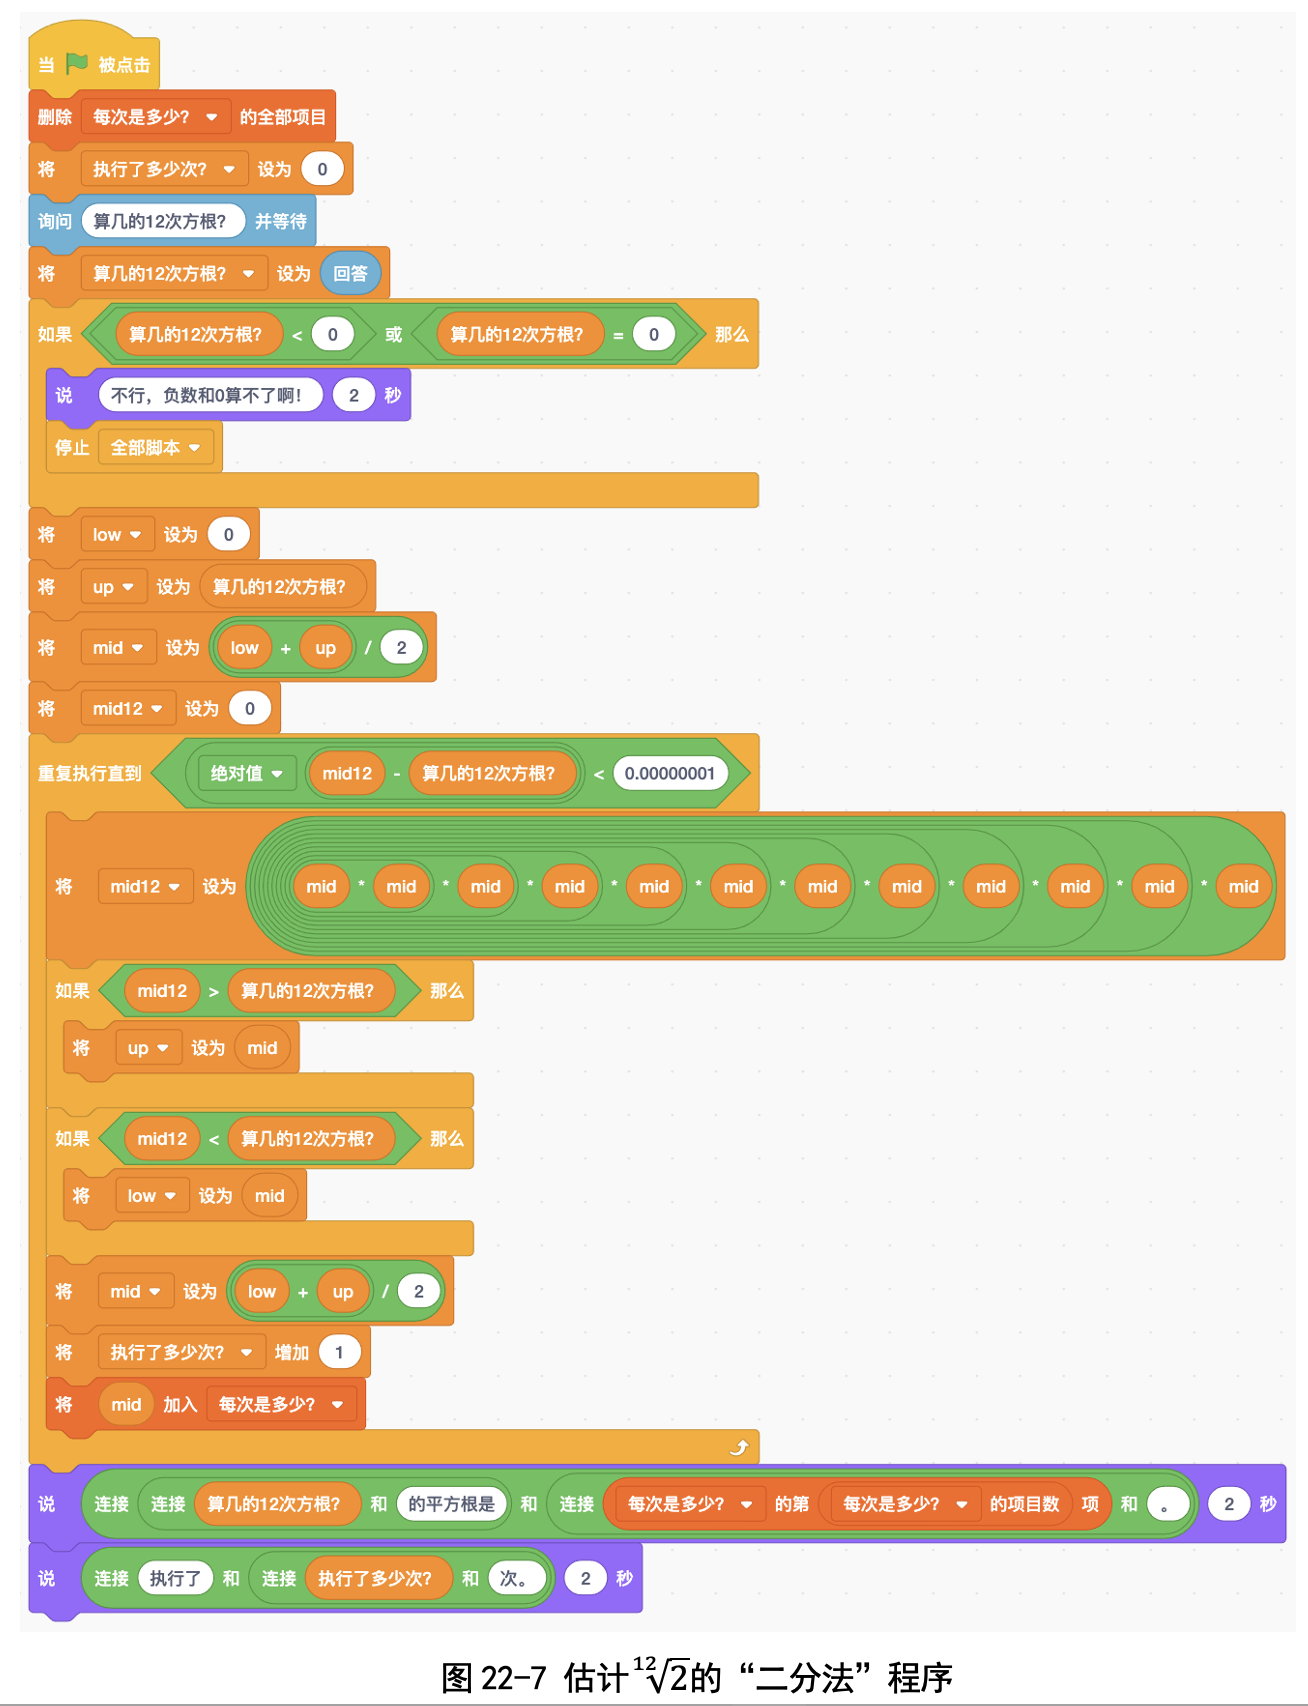 当 被点击
删除 每次是多少? 的全部项目
将 执行了多少次? 设为 0
询问 算几的12次方根? 并等待
将 算几的12次方根? 设为 回答
如果 算几的12次方根? < 0 或 算几的12次方根? = 0 那么
说 不行，负数和0算不了啊! 2 秒
停止 全部脚本
将 low 设为 0
将 up 设为 算几的12次方根?
将 mid 设为 low + up / 2
将 mid12 设为 0
重复执行直到 绝对值 mid12 - 算几的12次方根? < 0.00000001
将 mid12 设为 mid * mid * mid * mid * mid * mid * mid * mid * mid * mid * mid * mid
如果 mid12 > 算几的12次方根? 那么
将 up 设为 mid
如果 mid12 < 算几的12次方根? 那么
将 low 设为 mid
将 mid 设为 low + up / 2
将 执行了多少次? 增加 1
将 mid 加入 每次是多少?
说 连接 连接 算几的12次方根? 和 的平方根是 和 连接 每次是多少? 的第 每次是多少? 的项目数 项 和 。 2 秒
说 连接 执行了 和 连接 执行了多少次? 和 次。 2 秒
图 22-7 估计¹²√2的“二分法”程序